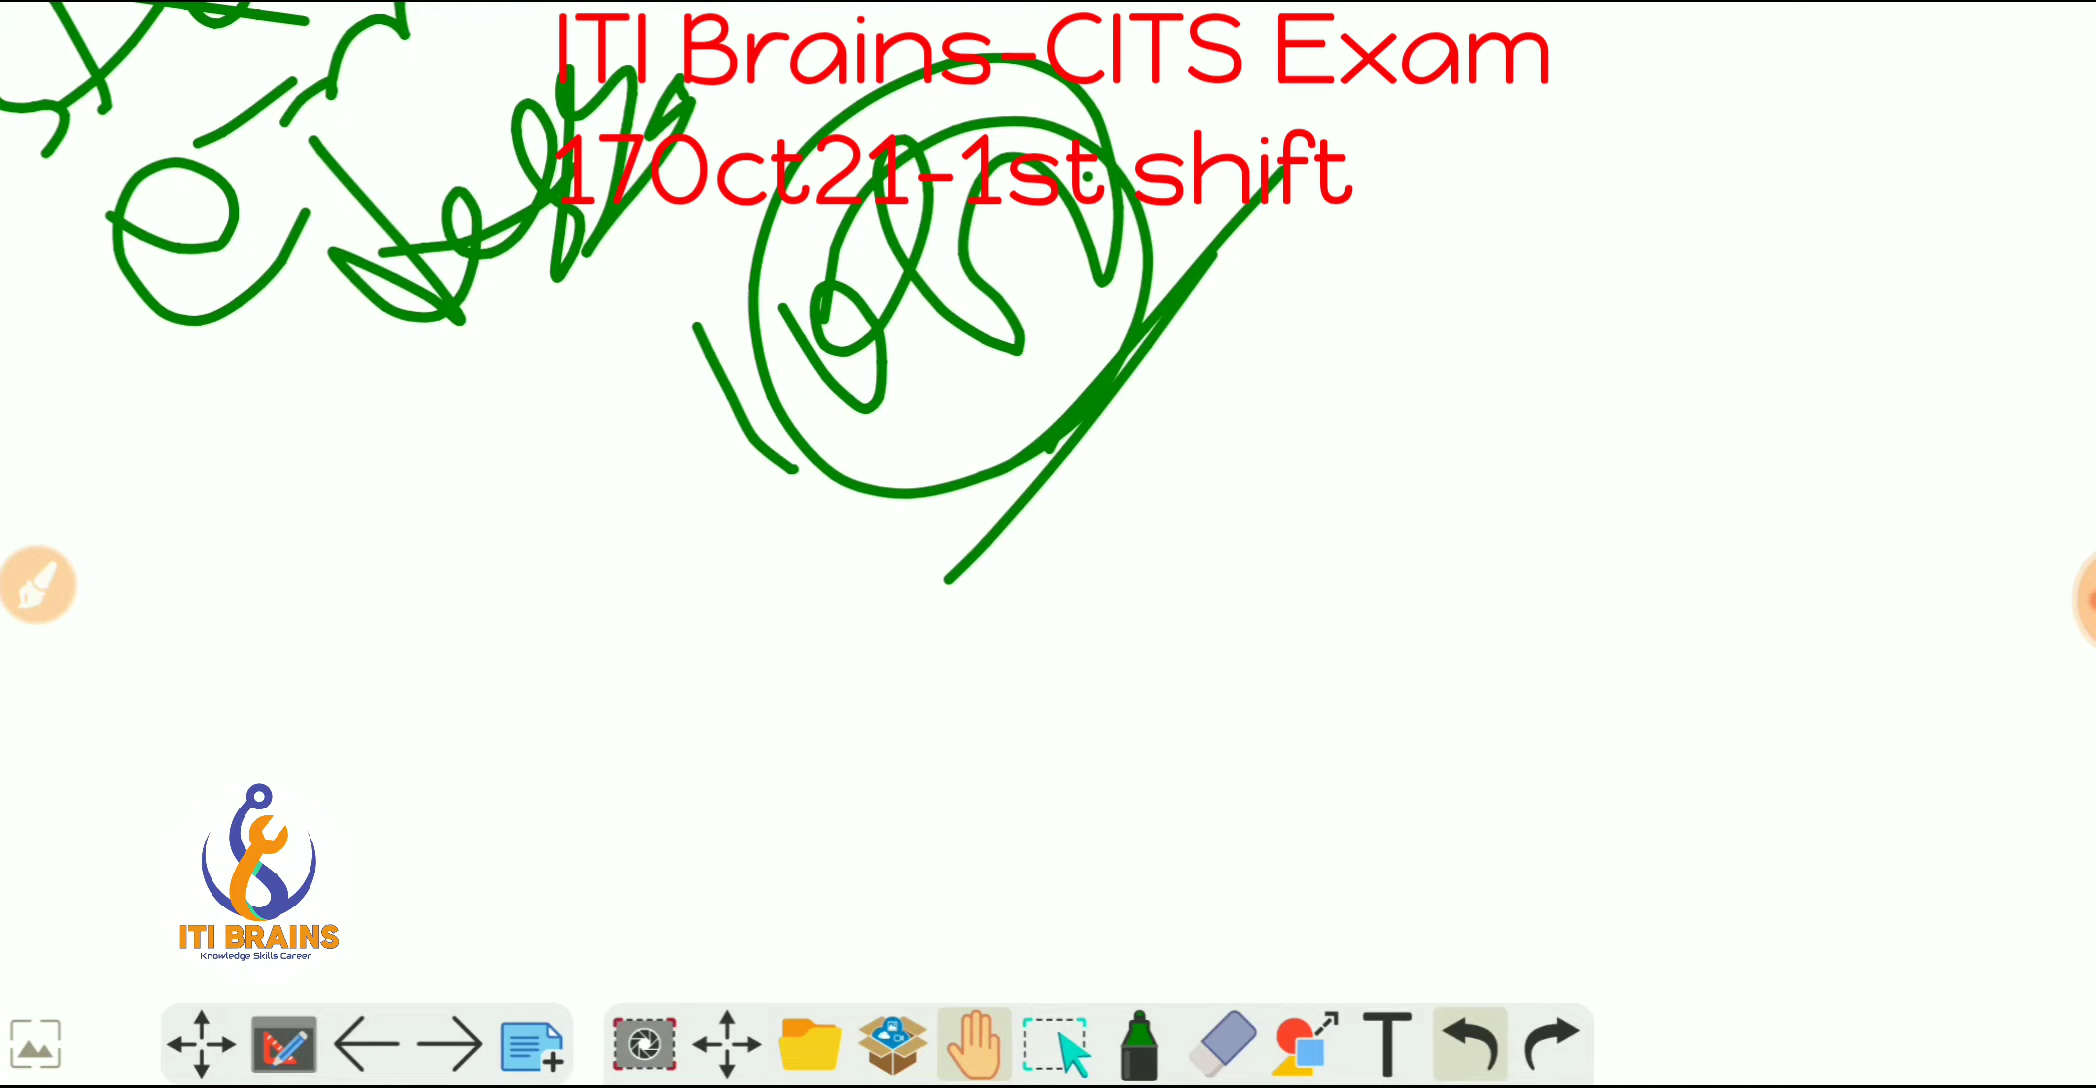 ITI Brains-CITS Exam
17Oct21-1st shift
ITI BRAINS
Knowledge Skills Career